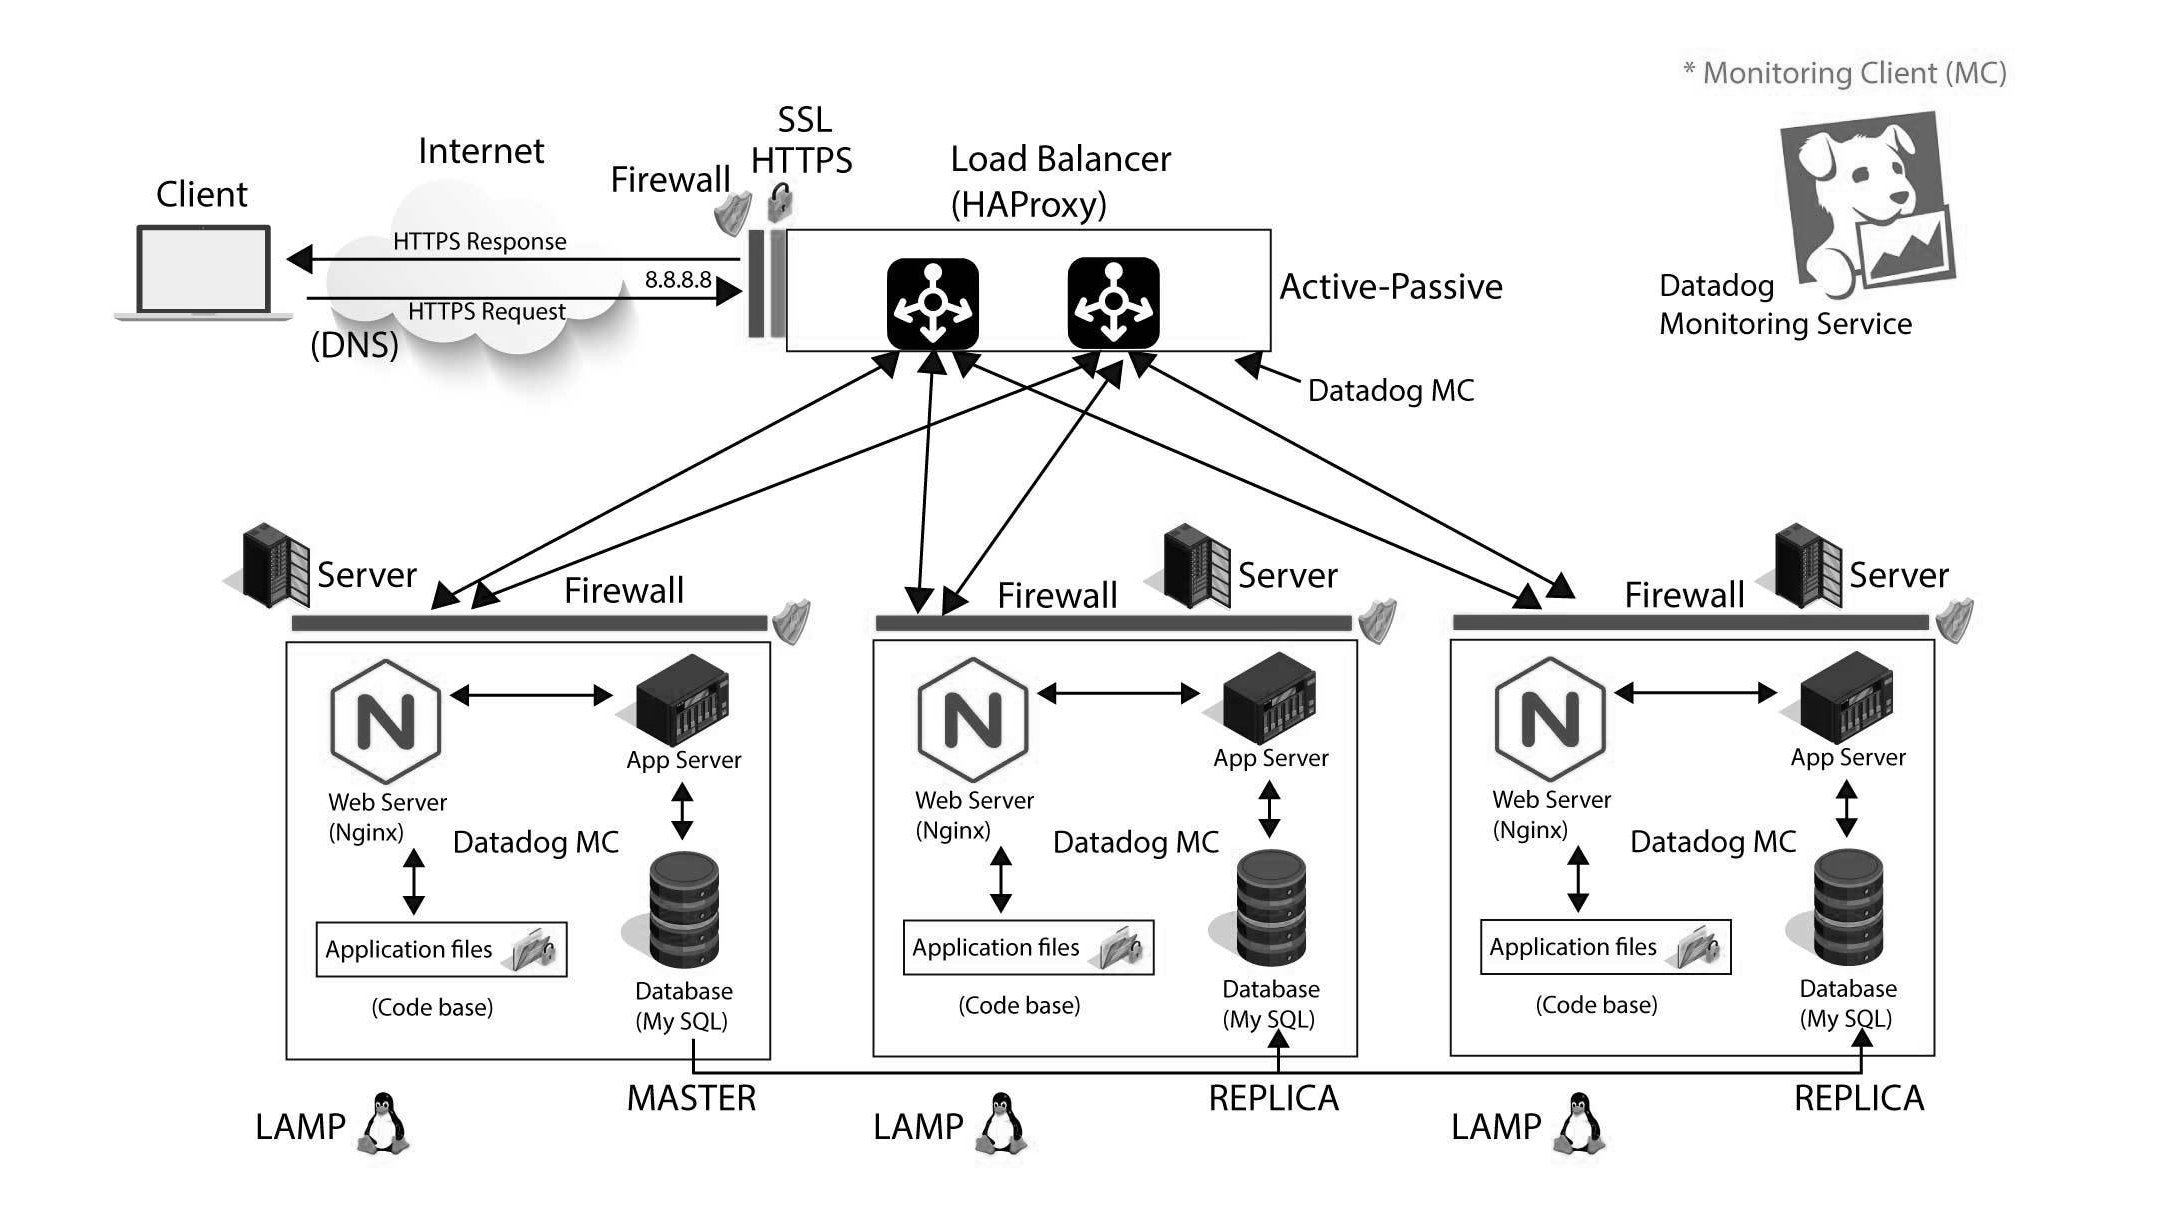 * Monitoring Client (MC)
SSL
HTTPS
Internet
Firewall
Load Balancer
(HAProxy)
Client
HTTPS Response
8.8.8.8
HTTPS Request
(DNS)
Active-Passive
Datadog
Monitoring Service
Datadog MC
Server
Firewall
Firewall
Server
Firewall
Server
N
App Server
Web Server
(Nginx)
Datadog MC
Application files
(Code base)
Database
(My SQL)
N
App Server
Web Server
(Nginx)
Datadog MC
Application files
(Code base)
Database
(My SQL)
N
App Server
Web Server
(Nginx)
Datadog MC
Application files
(Code base)
Database
(My SQL)
LAMP
MASTER
LAMP
REPLICA
LAMP
REPLICA